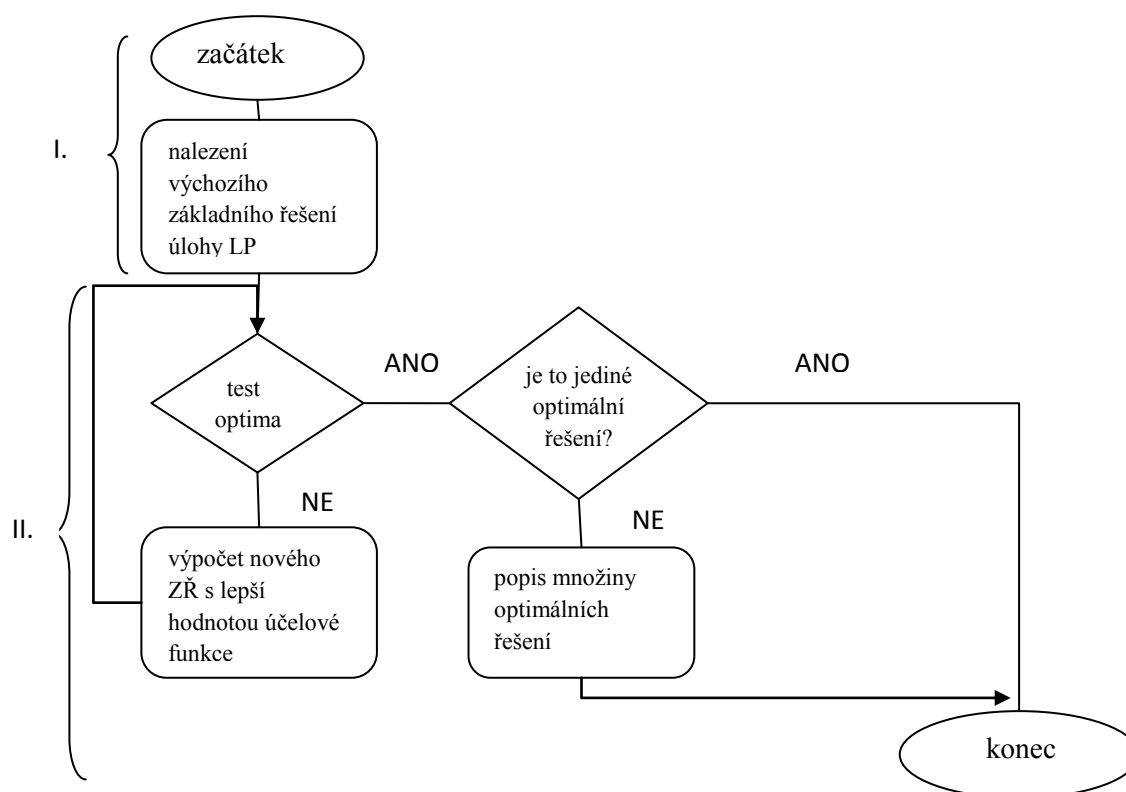 začátek
I.
nalezení
výchozího
základního řešení
úlohy LP
ANO
ANO
test
optima
je to jediné
optimální
řešení?
NE
NE
II.
výpočet nového
ZŘ s lepší
hodnotou účelové
funkce
popis množiny
optimálních
řešení
konec